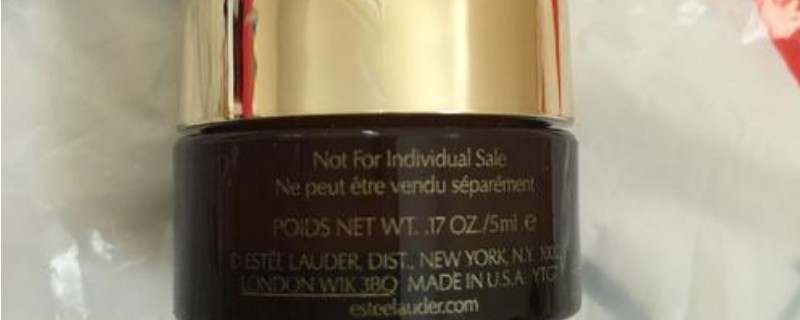 Not For Individual Sale
Ne peut être vendu séparément
POIDS NET WT. .17 OZ./5ml e
ESTÉE LAUDER, DIST., NEW YORK, N.Y.
LONDON W1K 3BQ MADE IN U.S.A.
esteelauder.com